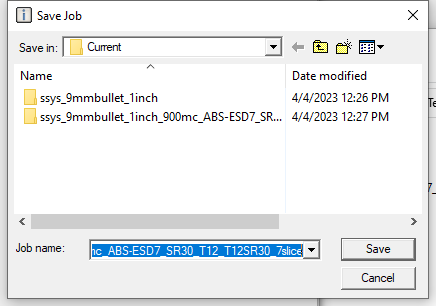 Save Job
Save in: Current
Name Date modified
ssys_9mmbullet_1inch 4/4/2023 12:26 PM
ssys_9mmbullet_1inch_900mc_ABS-ESD7_SR... 4/4/2023 12:27 PM
Job name: nc_ABS-ESD7_SR30_T12_T12SR30_7slice Save
Cancel